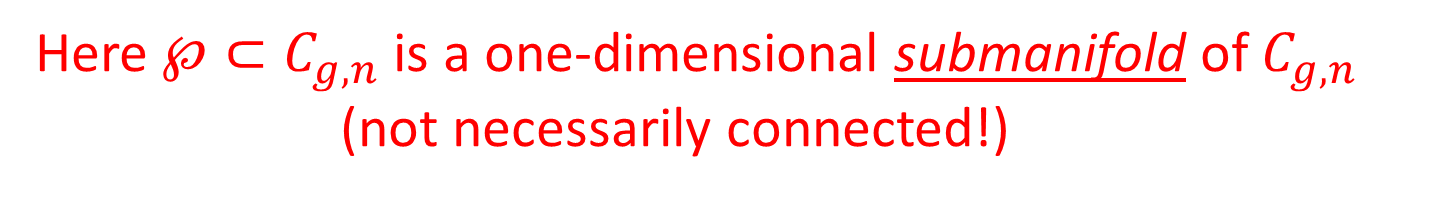 Here ℘ ⊂ C_{g,n} is a one-dimensional submanifold of C_{g,n}
(not necessarily connected!)